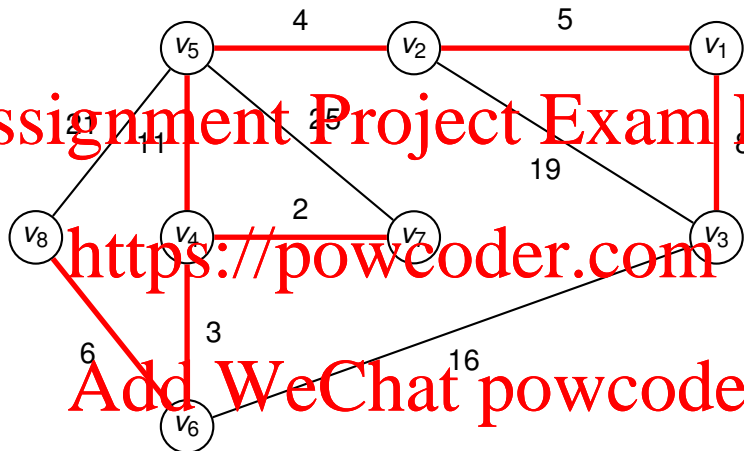 4 5
v5 v2 v1
ssignment Project Exam
21 11 25 19 8
2
v8 v4 v7 v3
https://powcoder.com
3
6 16
Add WeChat powcode
v6